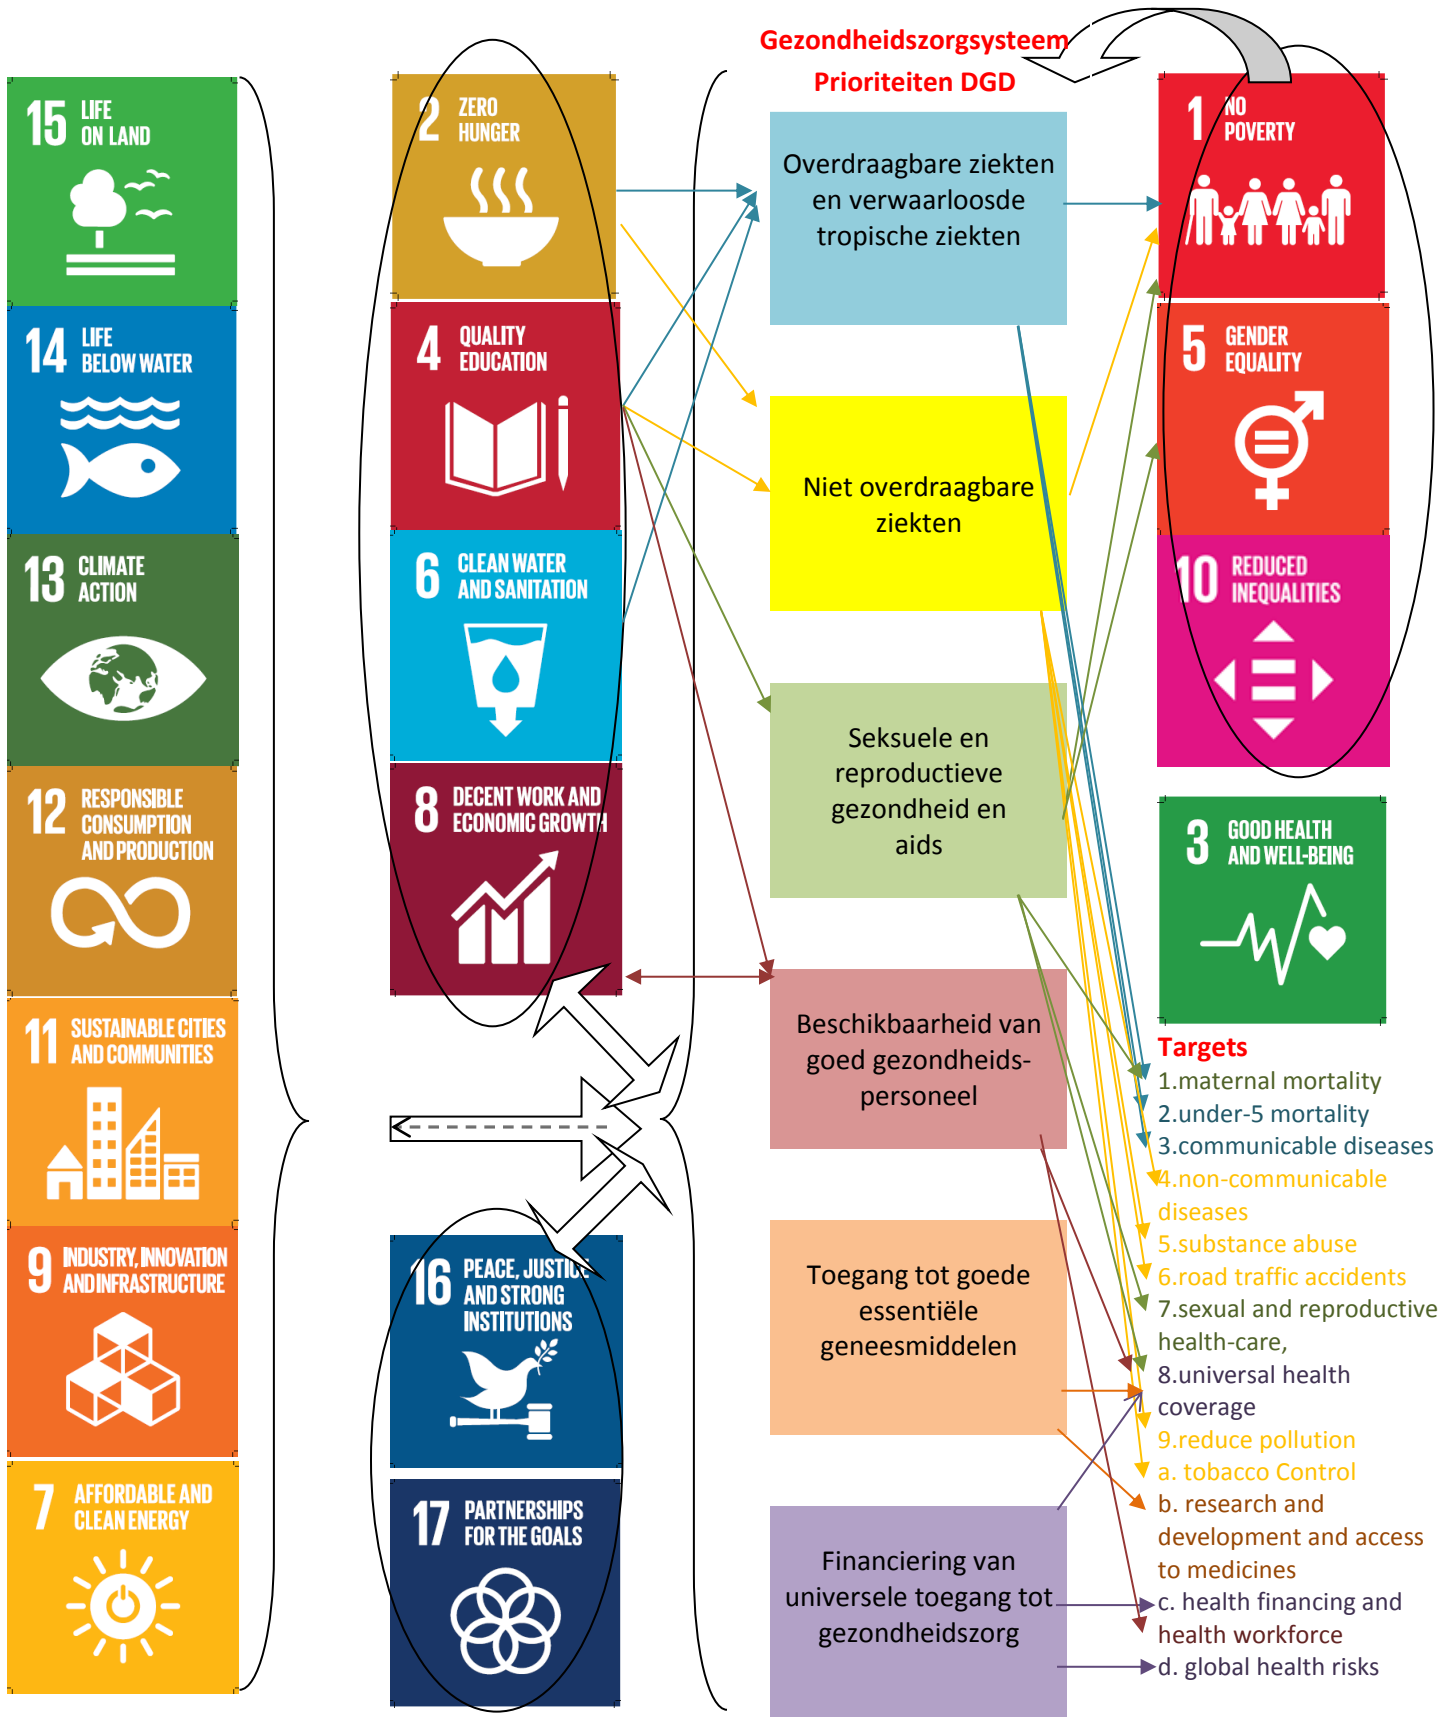 15 LIFE
ON LAND
14 LIFE
BELOW WATER
13 CLIMATE
ACTION
12 RESPONSIBLE
CONSUMPTION
AND PRODUCTION
11 SUSTAINABLE CITIES
AND COMMUNITIES
9 INDUSTRY, INNOVATION
AND INFRASTRUCTURE
7 AFFORDABLE AND
CLEAN ENERGY
2 ZERO
HUNGER
4 QUALITY
EDUCATION
6 CLEAN WATER
AND SANITATION
8 DECENT WORK AND
ECONOMIC GROWTH
16 PEACE, JUSTICE
AND STRONG
INSTITUTIONS
17 PARTNERSHIPS
FOR THE GOALS
Gezondheidszorgsysteem
Prioriteiten DGD
Overdraagbare ziekten
en verwaarloosde
tropische ziekten
Niet overdraagbare
ziekten
Seksuele en
reproductieve
gezondheid en
aids
Beschikbaarheid van
goed gezondheids-
personeel
Toegang tot goede
essentiële
geneesmiddelen
Financiering van
universele toegang tot
gezondheidszorg
1 NO
POVERTY
5 GENDER
EQUALITY
10 REDUCED
INEQUALITIES
3 GOOD HEALTH
AND WELL-BEING
Targets
1.maternal mortality
2.under-5 mortality
3.communicable diseases
4.non-communicable
diseases
5.substance abuse
6.road traffic accidents
7.sexual and reproductive
health-care,
8.universal health
coverage
9.reduce pollution
a. tobacco Control
b. research and
development and access
to medicines
c. health financing and
health workforce
d. global health risks